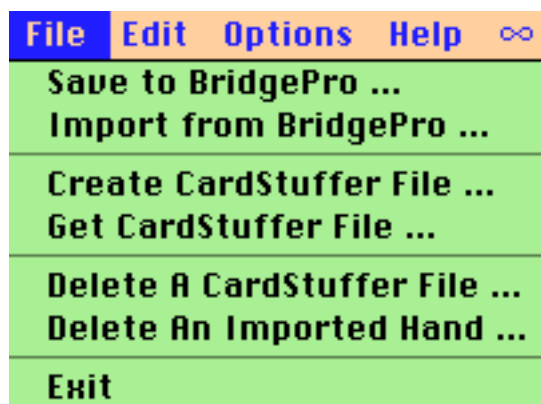 File Edit Options Help ∞
Save to BridgePro ...
Import from BridgePro ...
Create CardStuffer File ...
Get CardStuffer File ...
Delete A CardStuffer File ...
Delete An Imported Hand ...
Exit